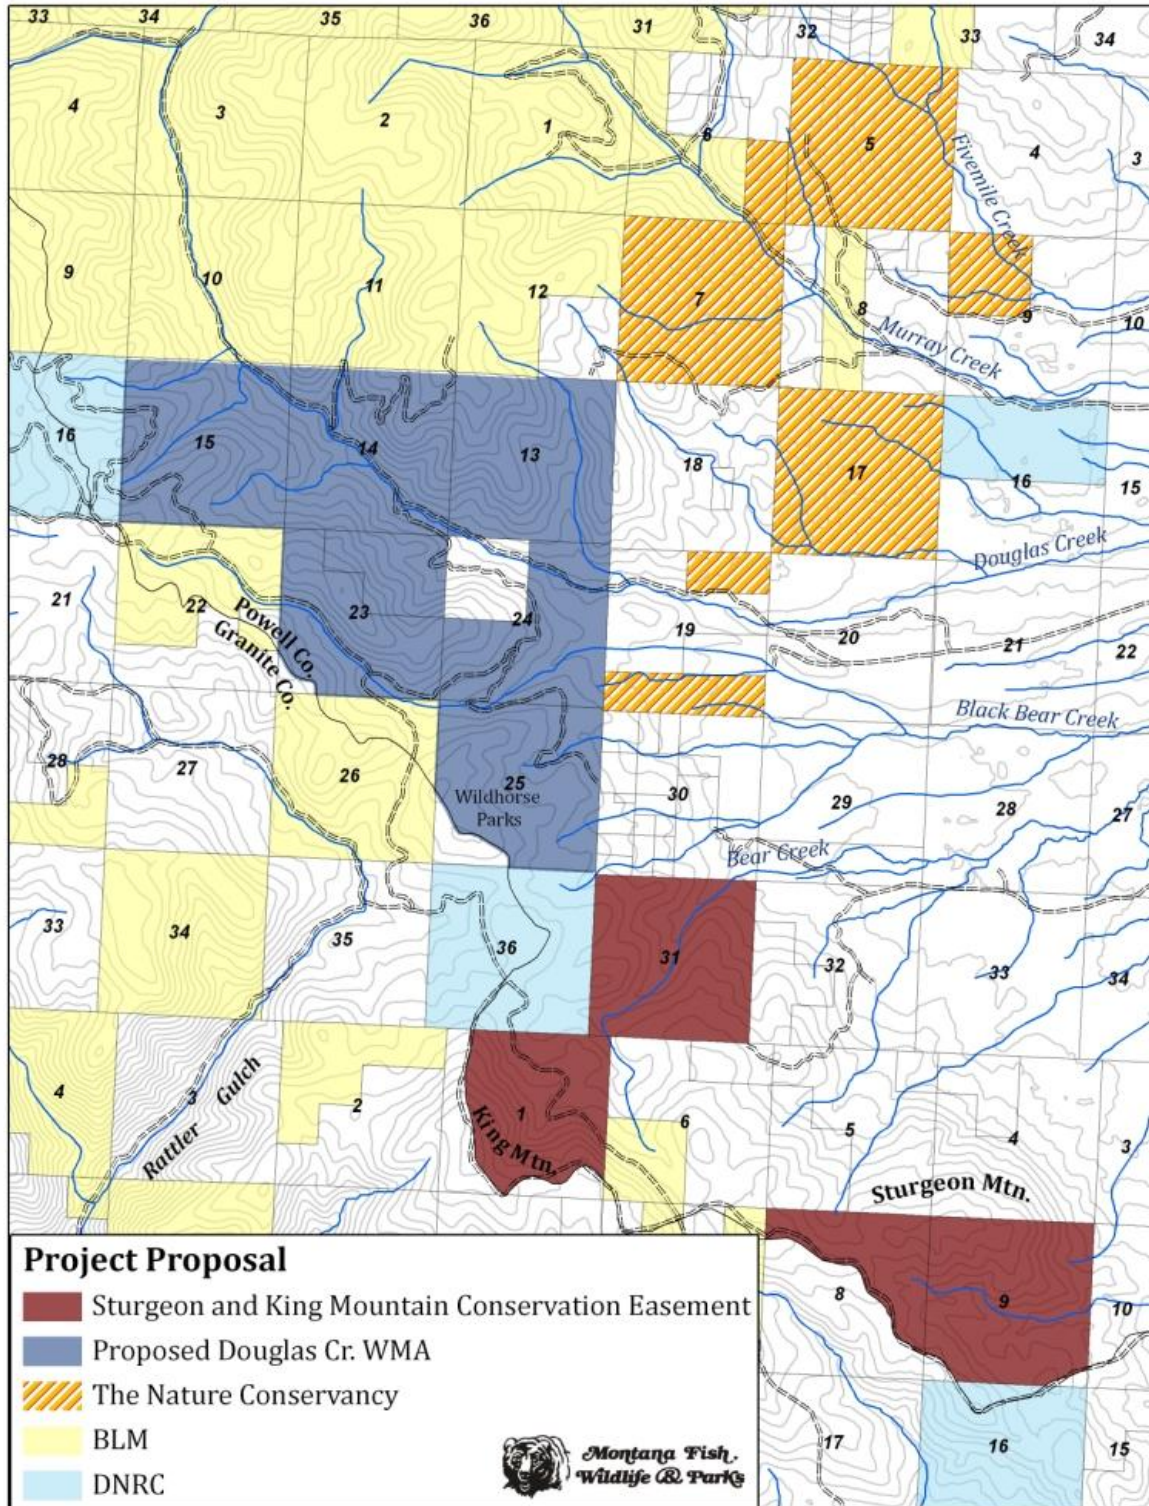 33 34 35 36 31 32 33 34
4 3 2 1 6 5 4 3
Fivemile Creek
9 10 11 12 7 8 9 10
Murray Creek
16 15 14 13 18 17 16 15
Douglas Creek
21 22 23 24 19 20 21 22
Powell Co.
Granite Co.
Black Bear Creek
28 27 26 25 30 29 28 27
Wildhorse
Parks
Bear Creek
33 34 35 36 31 32 33 34
4 3 2 1 6 5 4 3
Rattler Gulch
King Mtn.
Sturgeon Mtn.
8 9 10
17 16 15
Project Proposal
Sturgeon and King Mountain Conservation Easement
Proposed Douglas Cr. WMA
The Nature Conservancy
BLM
DNRC
Montana Fish.
Wildlife & Parks